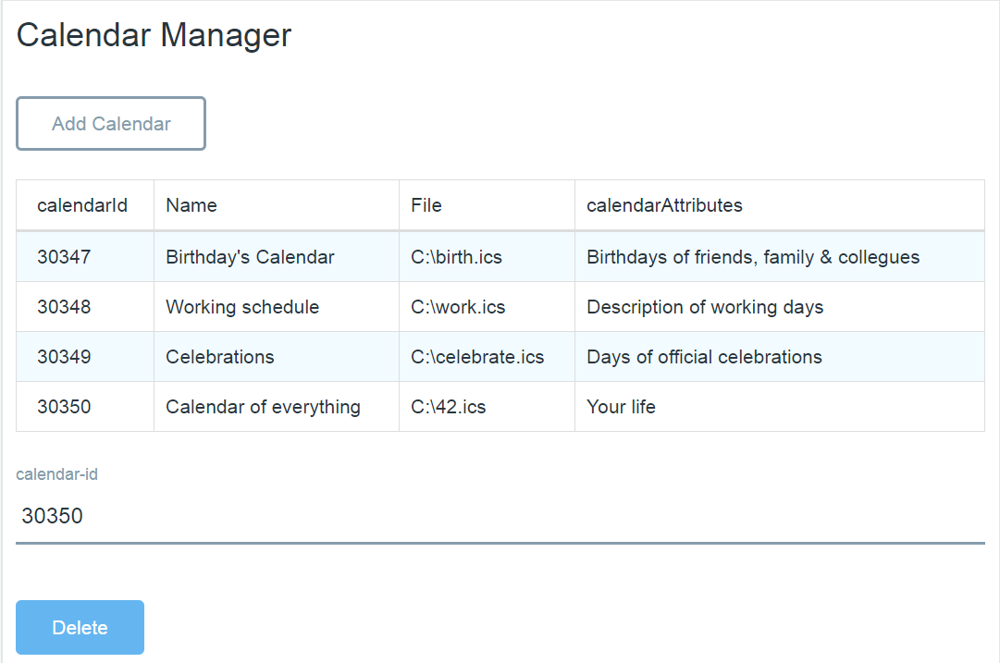 Calendar Manager
Add Calendar
calendarId Name File calendarAttributes
30347 Birthday's Calendar C:\birth.ics Birthdays of friends, family & collegues
30348 Working schedule C:\work.ics Description of working days
30349 Celebrations C:\celebrate.ics Days of official celebrations
30350 Calendar of everything C:\42.ics Your life
calendar-id
30350
Delete